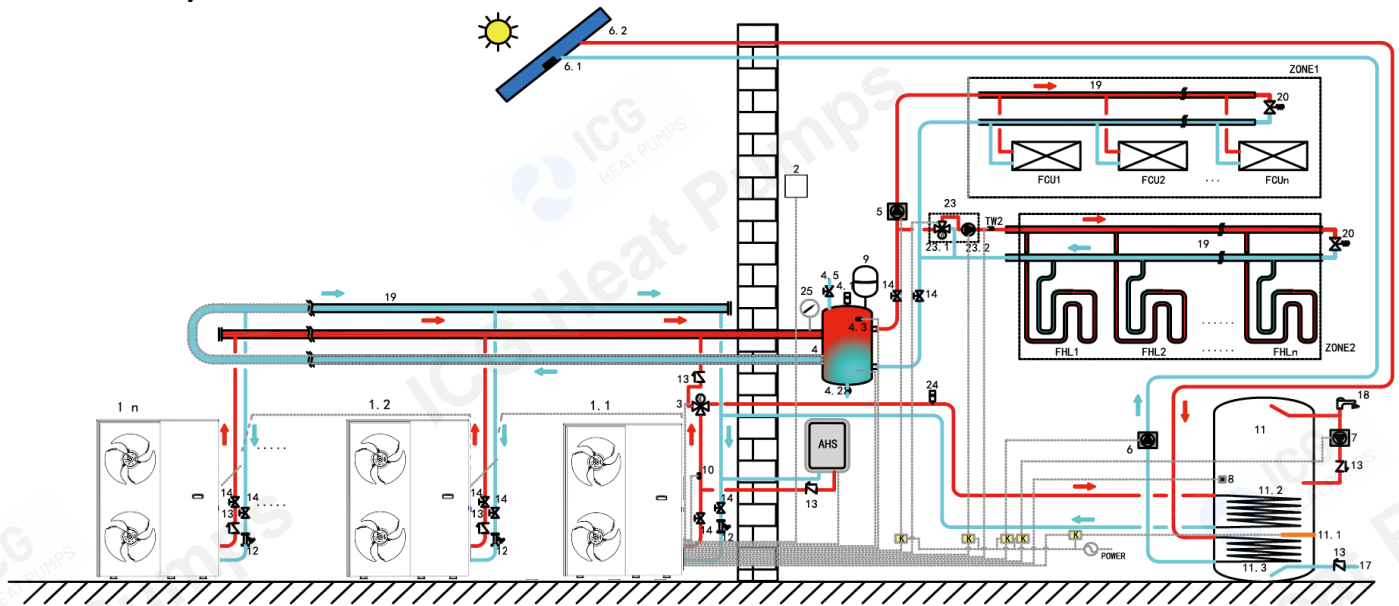 6.2
6.1
ZONE1
19
20
ICG
HEAT PUMPS
ICG Heat Pumps
2
FCU1
FCU2
...
FCUn
5
23
TW2
23.1
23.2
19
20
9
4.5
4.1
14
14
25
4.3
19
4
4.2
FHL1
FHL2
......
FHLn
ZONE2
13
3
24
1 n
1.2
1.1
18
11
AHS
6
7
13
10
8
14
14
14
14
14
11.2
13
13
13
14
12
12
12
K
K
K
K
K
POWER
11.1
11.3
13
17